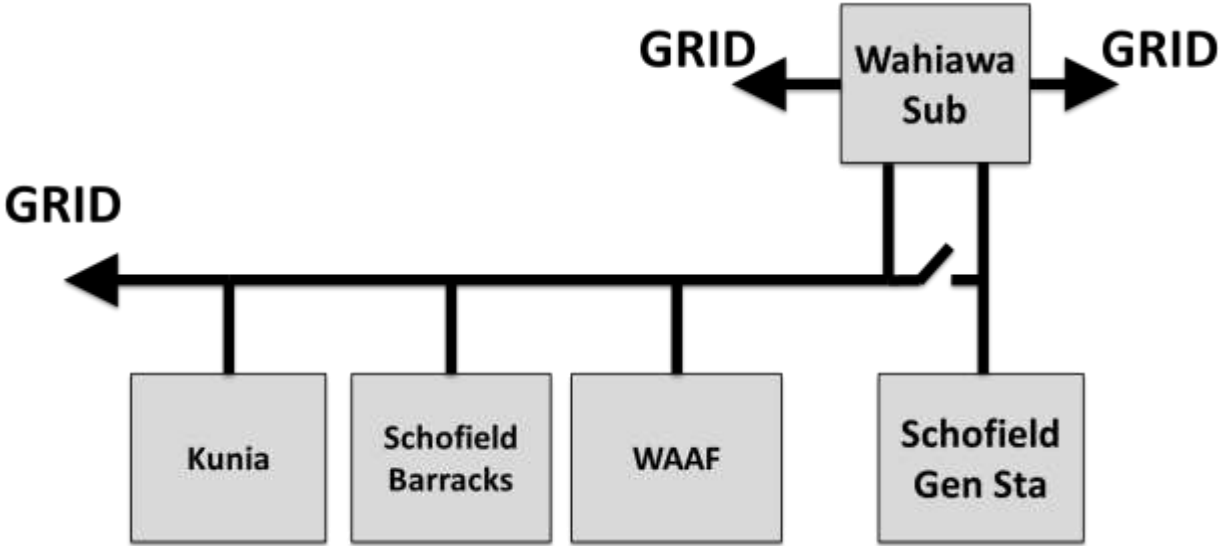 GRID
Wahiawa
Sub
GRID
GRID
Kunia
Schofield
Barracks
WAAF
Schofield
Gen Sta